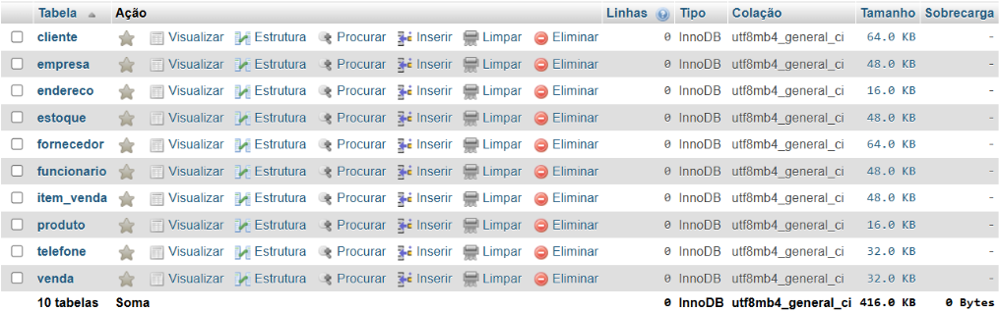 Tabela Ação Linhas Tipo Colação Tamanho Sobrecarga
cliente Visualizar Estrutura Procurar Inserir Limpar Eliminar 0 InnoDB utf8mb4_general_ci 64.0 KB -
empresa Visualizar Estrutura Procurar Inserir Limpar Eliminar 0 InnoDB utf8mb4_general_ci 48.0 KB -
endereco Visualizar Estrutura Procurar Inserir Limpar Eliminar 0 InnoDB utf8mb4_general_ci 16.0 KB -
estoque Visualizar Estrutura Procurar Inserir Limpar Eliminar 0 InnoDB utf8mb4_general_ci 48.0 KB -
fornecedor Visualizar Estrutura Procurar Inserir Limpar Eliminar 0 InnoDB utf8mb4_general_ci 64.0 KB -
funcionario Visualizar Estrutura Procurar Inserir Limpar Eliminar 0 InnoDB utf8mb4_general_ci 48.0 KB -
item_venda Visualizar Estrutura Procurar Inserir Limpar Eliminar 0 InnoDB utf8mb4_general_ci 48.0 KB -
produto Visualizar Estrutura Procurar Inserir Limpar Eliminar 0 InnoDB utf8mb4_general_ci 16.0 KB -
telefone Visualizar Estrutura Procurar Inserir Limpar Eliminar 0 InnoDB utf8mb4_general_ci 32.0 KB -
venda Visualizar Estrutura Procurar Inserir Limpar Eliminar 0 InnoDB utf8mb4_general_ci 32.0 KB -
10 tabelas Soma 0 InnoDB utf8mb4_general_ci 416.0 KB 0 Bytes